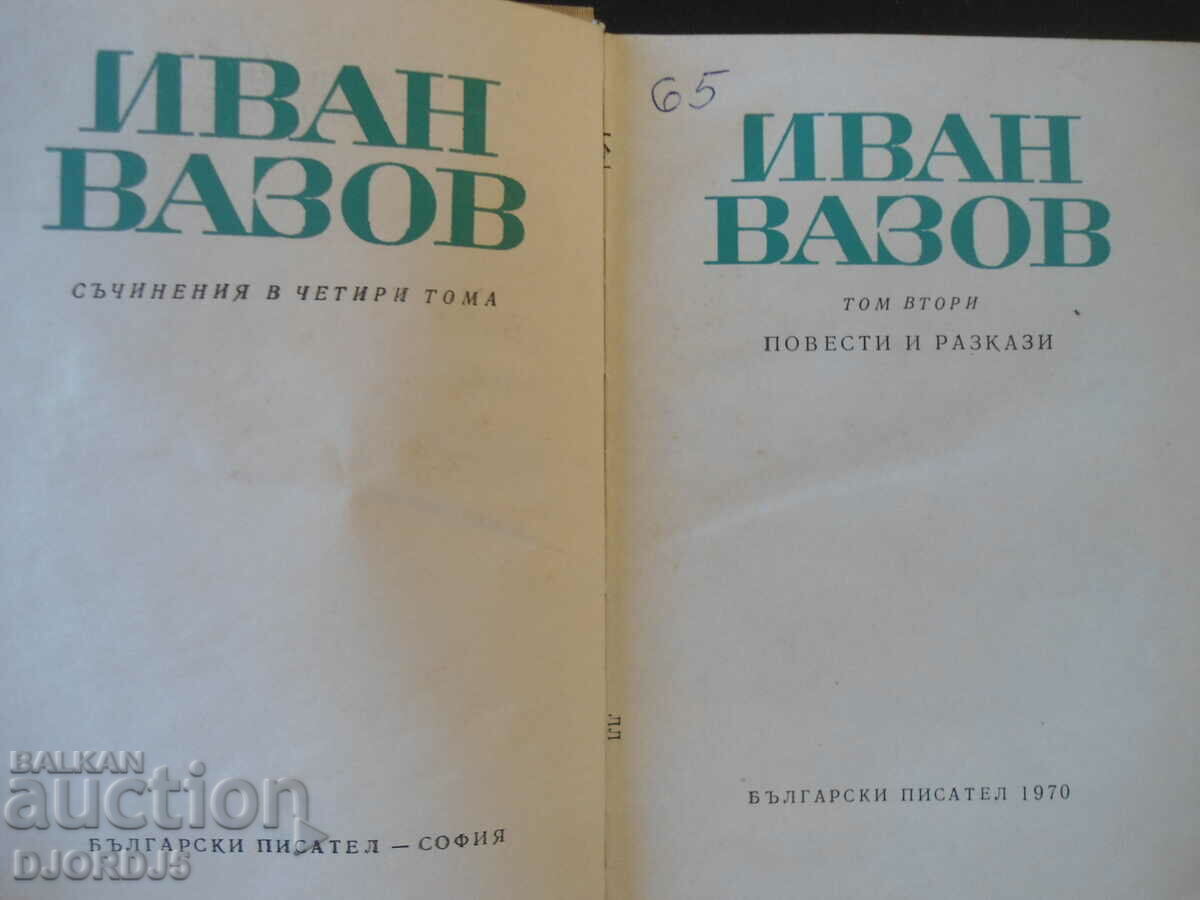 ИВАН
ВАЗОВ
СЪЧИНЕНИЯ В ЧЕТИРИ ТОМА
БЪЛГАРСКИ ПИСАТЕЛ — СОФИЯ
65
ИВАН
ВАЗОВ
ТОМ ВТОРИ
ПОВЕСТИ И РАЗКАЗИ
БЪЛГАРСКИ ПИСАТЕЛ 1970
BALKAN
auction
DJORDJ5